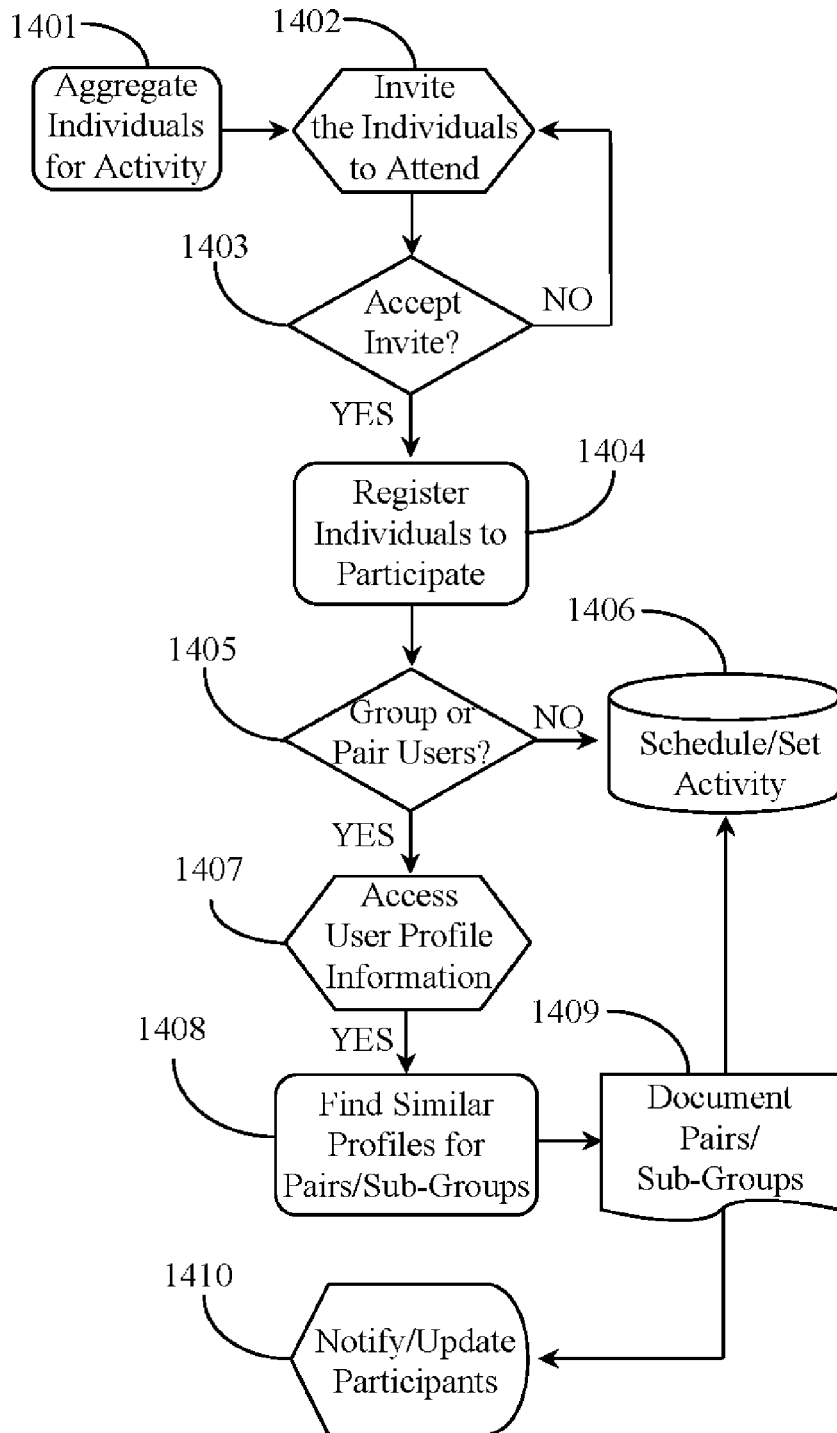 1401
1402
Aggregate
Individuals
for Activity
Invite
the Individuals
to Attend
1403
Accept
Invite?
NO
YES
1404
Register
Individuals to
Participate
1405
1406
Group or
Pair Users?
NO
Schedule/Set
Activity
YES
1407
Access
User Profile
Information
1408
YES
1409
Find Similar
Profiles for
Pairs/Sub-Groups
Document
Pairs/
Sub-Groups
1410
Notify/Update
Participants